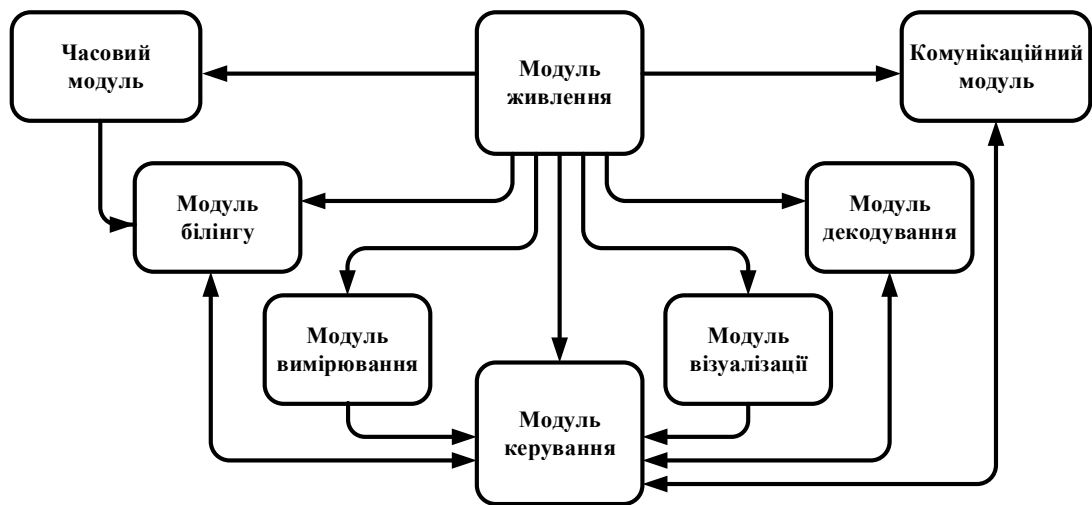 Часовий
модуль
Модуль
живлення
Комунікаційний
модуль
Модуль
білінгу
Модуль
декодування
Модуль
вимірювання
Модуль
візуалізації
Модуль
керування